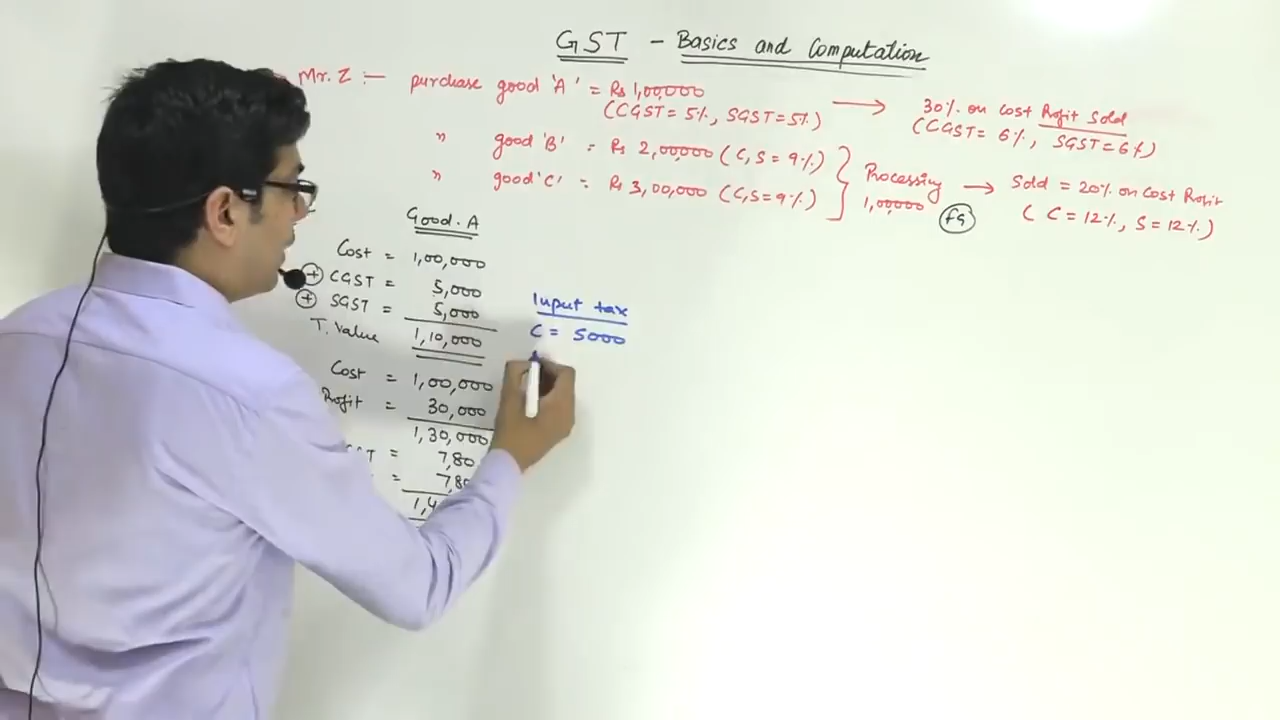 GST - Basics and Computation
Mr. Z :- purchase good 'A' = Rs 1,00,000
(CGST = 5%, SGST = 5%)
30% on cost Profit Sold
(CGST = 6%, SGST = 6%)
" good 'B' = Rs 2,00,000 (C,S = 9%)
" good 'C' = Rs 3,00,000 (C,S = 9%)
Processing
1,00,000
FG
Sold = 20% on Cost Profit
(C = 12%, S = 12%)
Good. A
Cost = 1,00,000
+ CGST = 5,000
+ SGST = 5,000
T. Value 1,10,000
Cost = 1,00,000
Profit = 30,000
1,30,000
= 7,80
= 7,8
Input tax
C = 5000